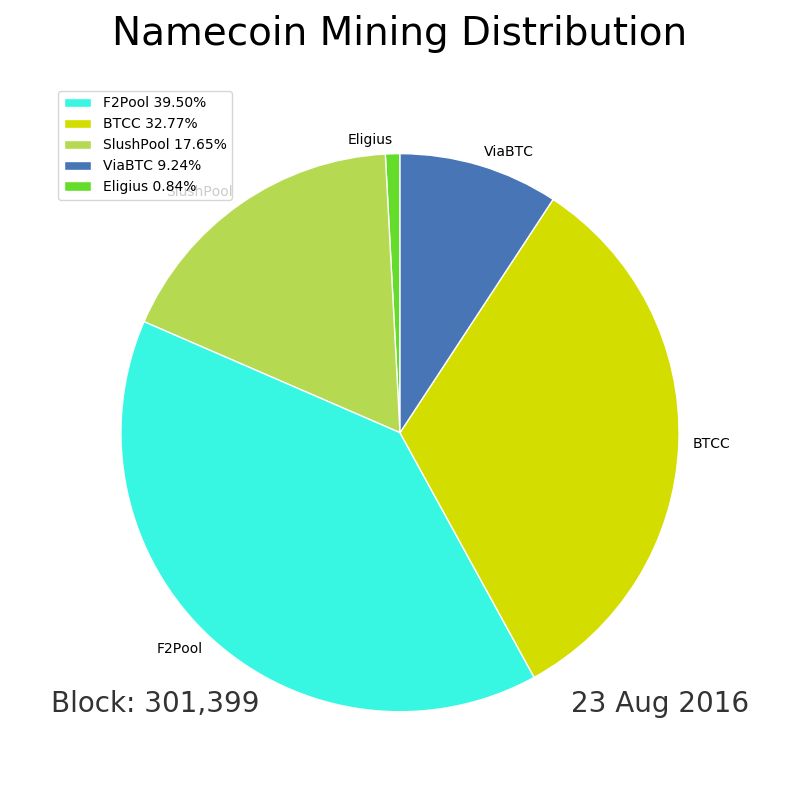 Namecoin Mining Distribution
F2Pool 39.50%
BTCC 32.77%
SlushPool 17.65%
ViaBTC 9.24%
Eligius 0.84%
SlushPool
Eligius
ViaBTC
BTCC
F2Pool
Block: 301,399
23 Aug 2016